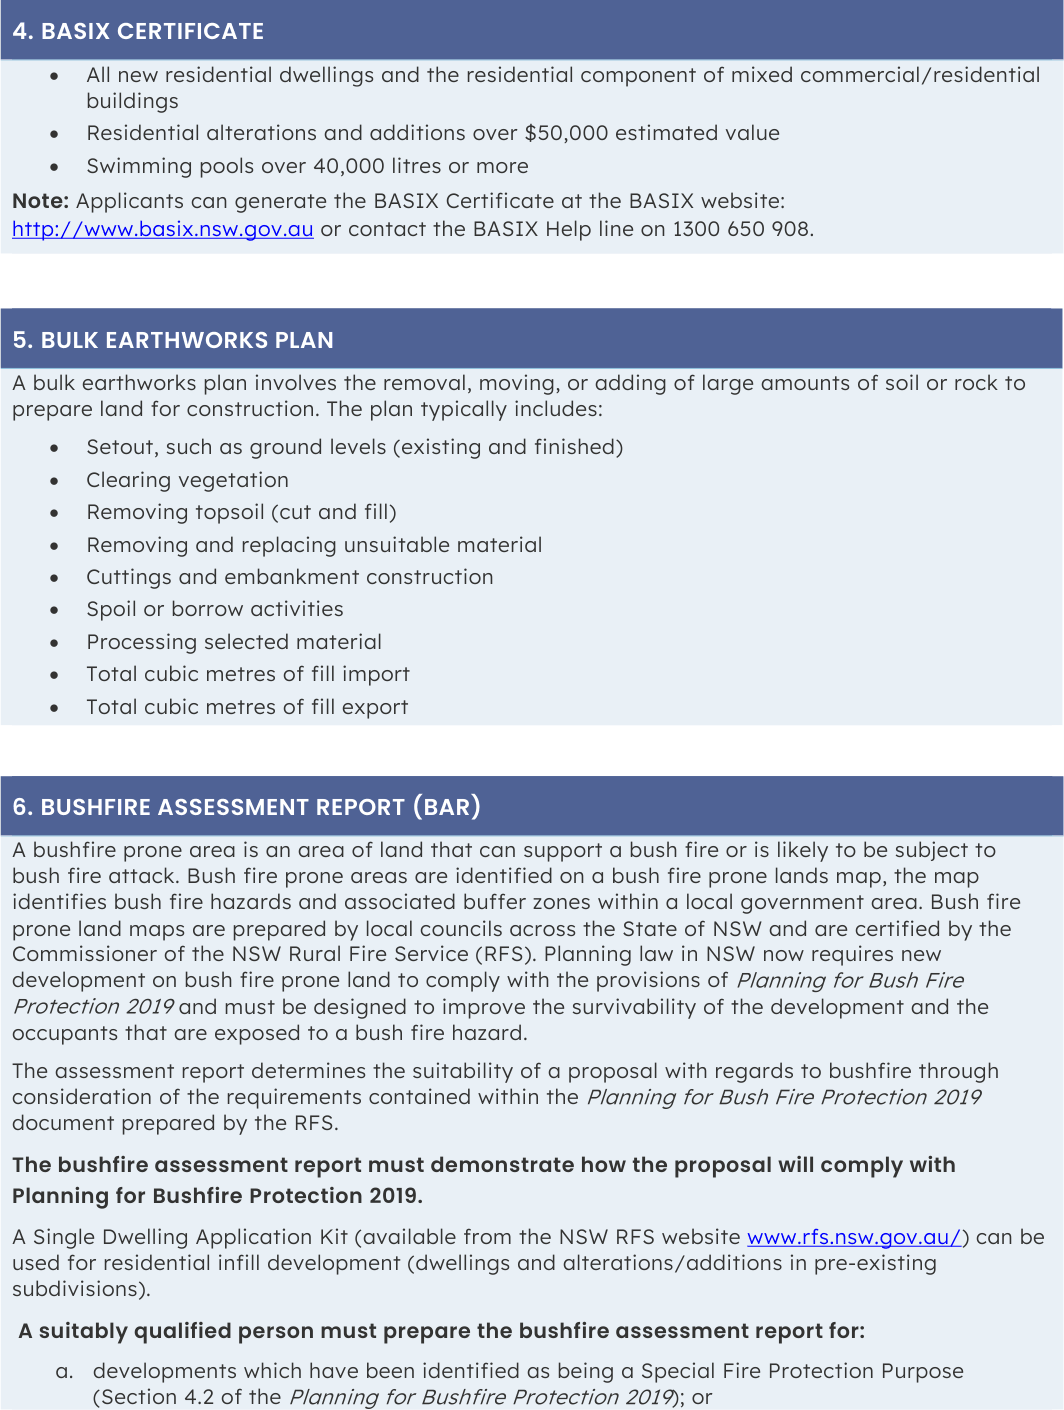 4. BASIX CERTIFICATE
• All new residential dwellings and the residential component of mixed commercial/residential
buildings
• Residential alterations and additions over $50,000 estimated value
• Swimming pools over 40,000 litres or more
Note: Applicants can generate the BASIX Certificate at the BASIX website:
http://www.basix.nsw.gov.au or contact the BASIX Help line on 1300 650 908.
5. BULK EARTHWORKS PLAN
A bulk earthworks plan involves the removal, moving, or adding of large amounts of soil or rock to
prepare land for construction. The plan typically includes:
• Setout, such as ground levels (existing and finished)
• Clearing vegetation
• Removing topsoil (cut and fill)
• Removing and replacing unsuitable material
• Cuttings and embankment construction
• Spoil or borrow activities
• Processing selected material
• Total cubic metres of fill import
• Total cubic metres of fill export
6. BUSHFIRE ASSESSMENT REPORT (BAR)
A bushfire prone area is an area of land that can support a bush fire or is likely to be subject to
bush fire attack. Bush fire prone areas are identified on a bush fire prone lands map, the map
identifies bush fire hazards and associated buffer zones within a local government area. Bush fire
prone land maps are prepared by local councils across the State of NSW and are certified by the
Commissioner of the NSW Rural Fire Service (RFS). Planning law in NSW now requires new
development on bush fire prone land to comply with the provisions of Planning for Bush Fire
Protection 2019 and must be designed to improve the survivability of the development and the
occupants that are exposed to a bush fire hazard.
The assessment report determines the suitability of a proposal with regards to bushfire through
consideration of the requirements contained within the Planning for Bush Fire Protection 2019
document prepared by the RFS.
The bushfire assessment report must demonstrate how the proposal will comply with
Planning for Bushfire Protection 2019.
A Single Dwelling Application Kit (available from the NSW RFS website www.rfs.nsw.gov.au/) can be
used for residential infill development (dwellings and alterations/additions in pre-existing
subdivisions).
A suitably qualified person must prepare the bushfire assessment report for:
a. developments which have been identified as being a Special Fire Protection Purpose
(Section 4.2 of the Planning for Bushfire Protection 2019); or